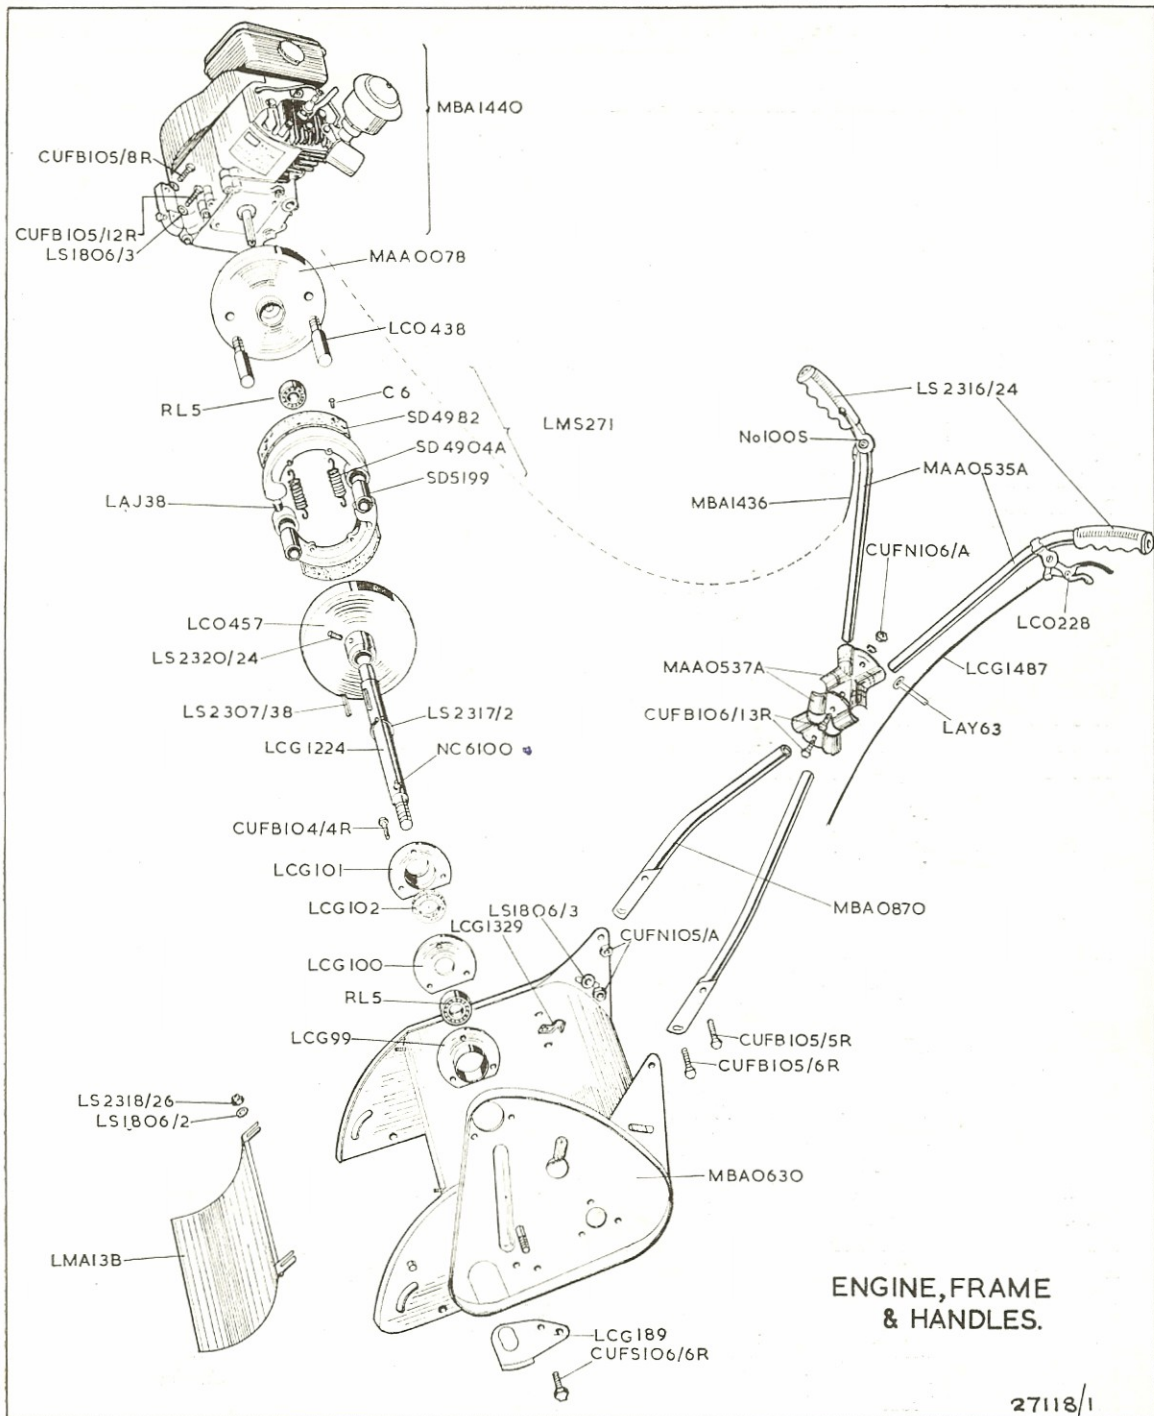 MBA1440
CUFB105/8R
CUFB105/12R
LS1806/3
MAA0078
LCO438
RL5
C6
SD4982
LMS271
SD4904A
SD5199
LAJ38
LS2316/24
No100S
MAA0535A
MBA1436
CUFN106/A
LCO228
LCG1487
LCO457
LS2320/24
MAA0537A
LS2307/38
LS2317/2
CUFB106/13R
LAY63
LCG1224
NC6100
CUFB104/4R
LCG101
LCG102
LS1806/3
LCG1329
MBA0870
CUFN105/A
LCG100
RL5
LCG99
CUFB105/5R
CUFB105/6R
LS2318/26
LS1806/2
MBA0630
LMA13B
ENGINE, FRAME
& HANDLES.
LCG189
CUFS106/6R
27118/1